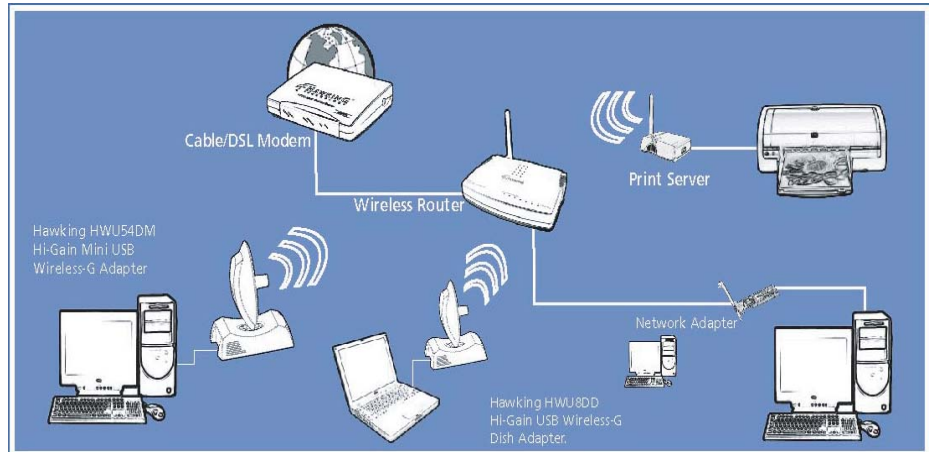 HAWKING
Cable/DSL Modem
Wireless Router
Print Server
Hawking HWU54DM
Hi-Gain Mini USB
Wireless-G Adapter
Network Adapter
Hawking HWU8DD
Hi-Gain USB Wireless-G
Dish Adapter.